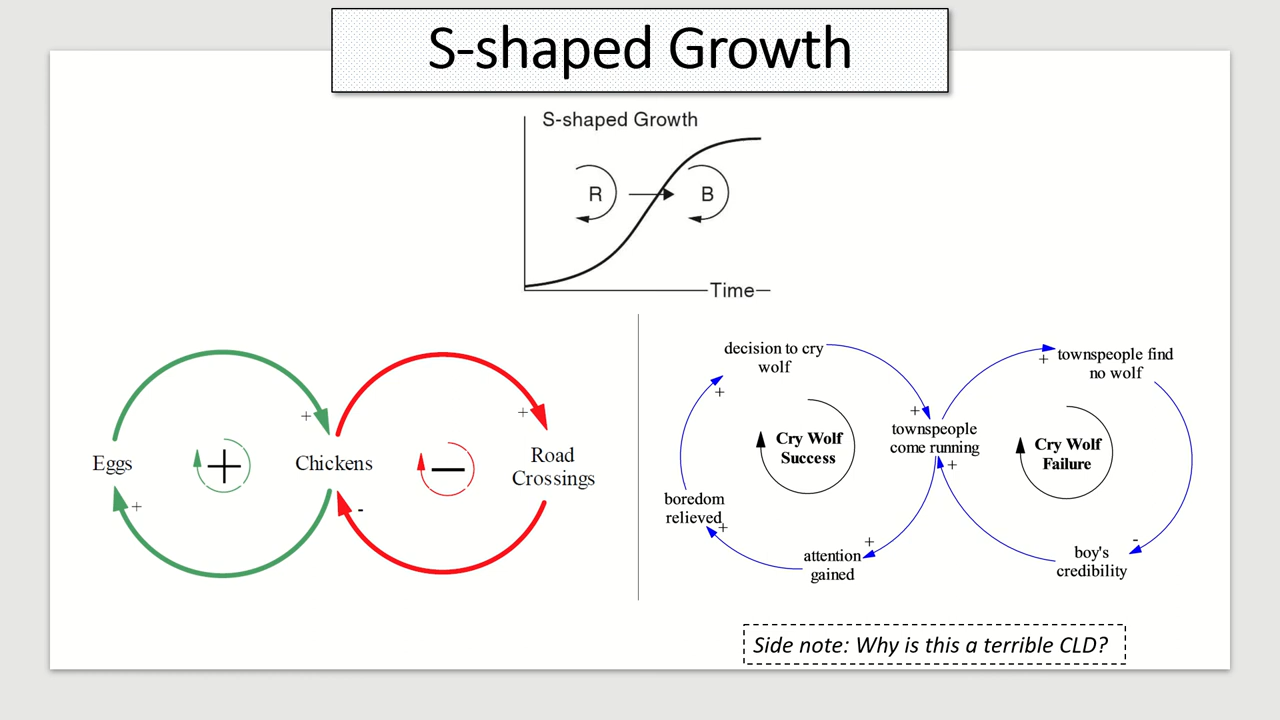 S-shaped Growth
S-shaped Growth
R
B
Time
Eggs
+
+
+
Chickens
+
-
−
Road
Crossings
decision to cry
wolf
+
+
Cry Wolf
Success
boredom
relieved
+
attention
gained
+
townspeople
come running
+
+
townspeople find
no wolf
Cry Wolf
Failure
-
boy's
credibility
Side note: Why is this a terrible CLD?